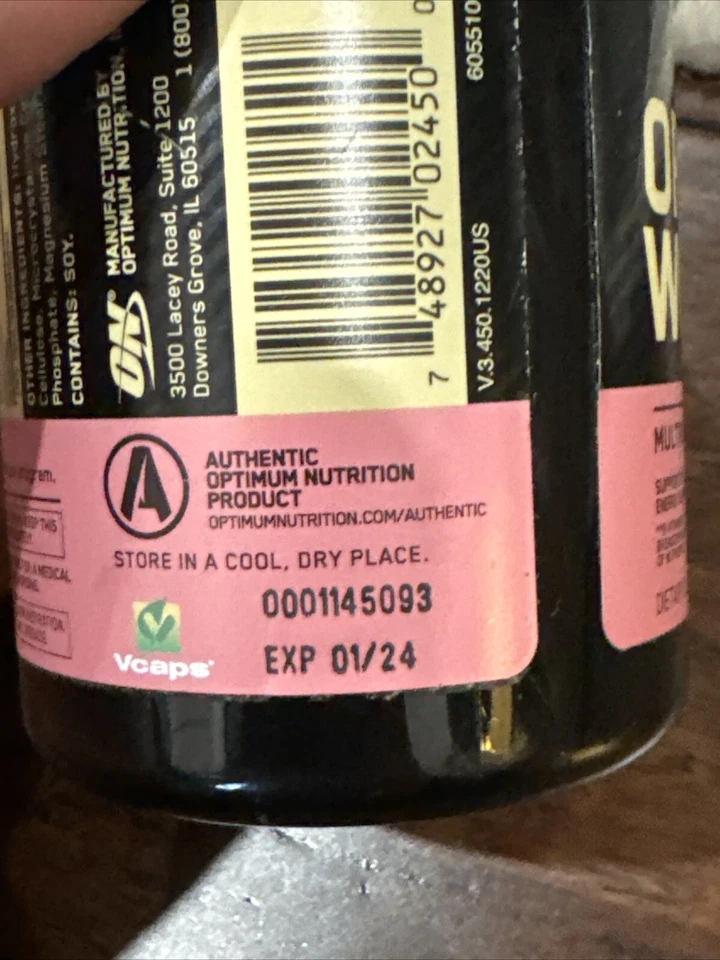 OTHER INGREDIENTS:
Phosphate, Magnesium
CONTAINS: SOY.
ON
MANUFACTURED BY
OPTIMUM NUTRITION,
3500 Lacey Road, Suite 1200
Downers Grove, IL 60515 1 (800)
7 48927 02450 0
V.3.450.1220US
605510
AUTHENTIC
OPTIMUM NUTRITION
PRODUCT
OPTIMUMNUTRITION.COM/AUTHENTIC
STORE IN A COOL, DRY PLACE.
0001145093
EXP 01/24
Vcaps®